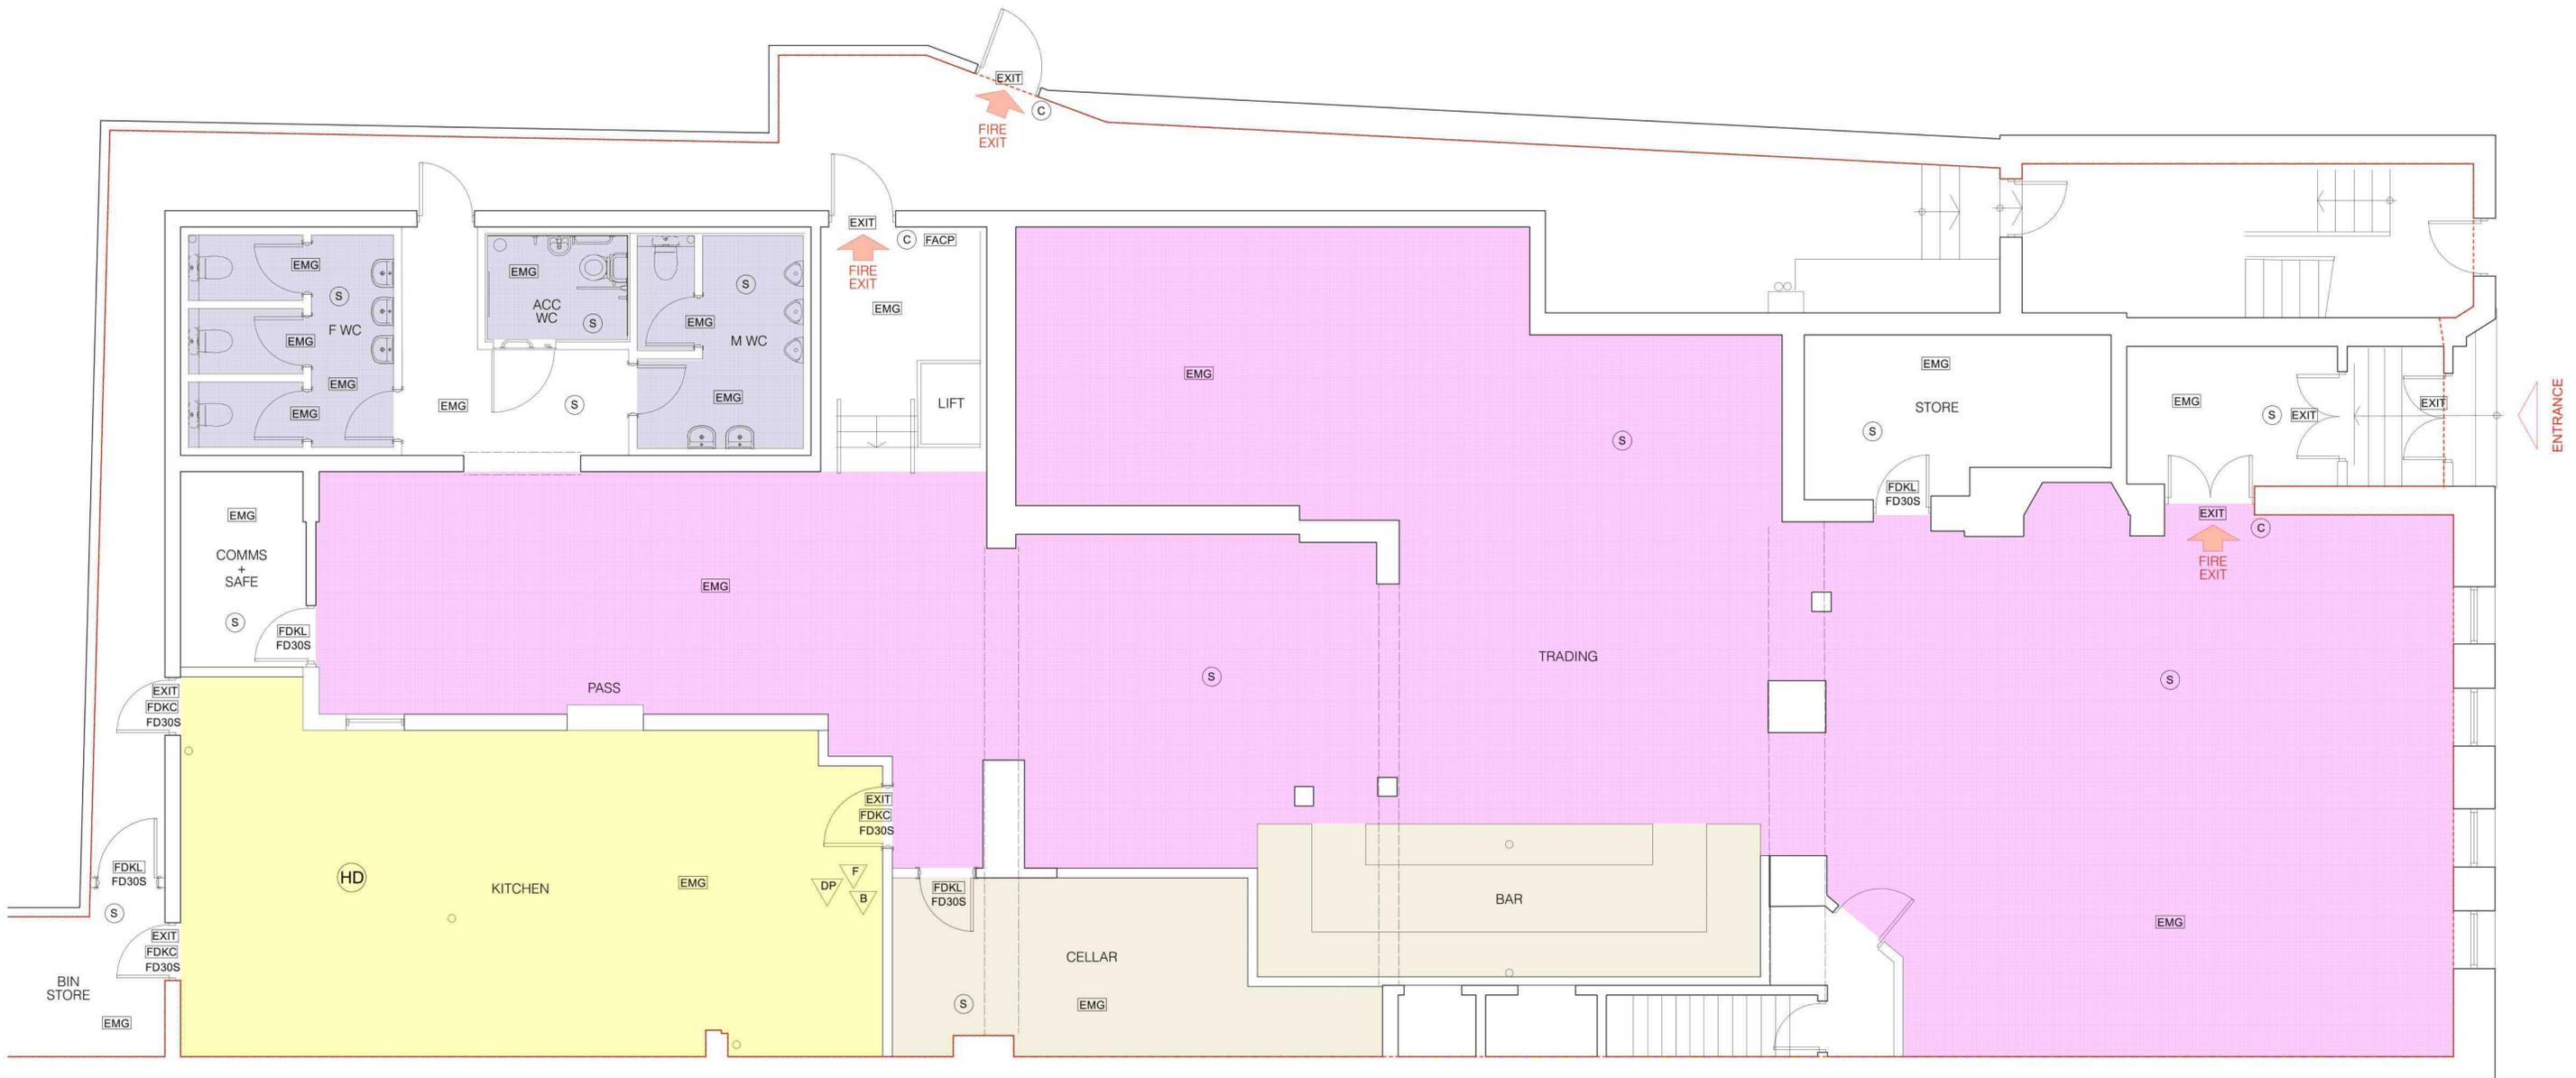 EXIT
C
FIRE
EXIT
EXIT
C
FACP
FIRE
EXIT
EMG
EMG
S
EMG
F WC
EMG
EMG
EMG
EMG
ACC
WC
S
S
S
EMG
M WC
EMG
LIFT
EMG
S
EMG
STORE
S
FDKL
FD30S
EMG
S
EXIT
EXIT
ENTRANCE
EXIT
C
FIRE
EXIT
EMG
COMMS
+
SAFE
S
FDKL
FD30S
EMG
PASS
S
TRADING
S
EXIT
FDKC
FD30S
EXIT
FDKC
FD30S
FDKL
FD30S
S
HD
KITCHEN
EMG
DP
F
B
FDKL
FD30S
BAR
EMG
EXIT
FDKC
FD30S
CELLAR
BIN
STORE
S
EMG
EMG